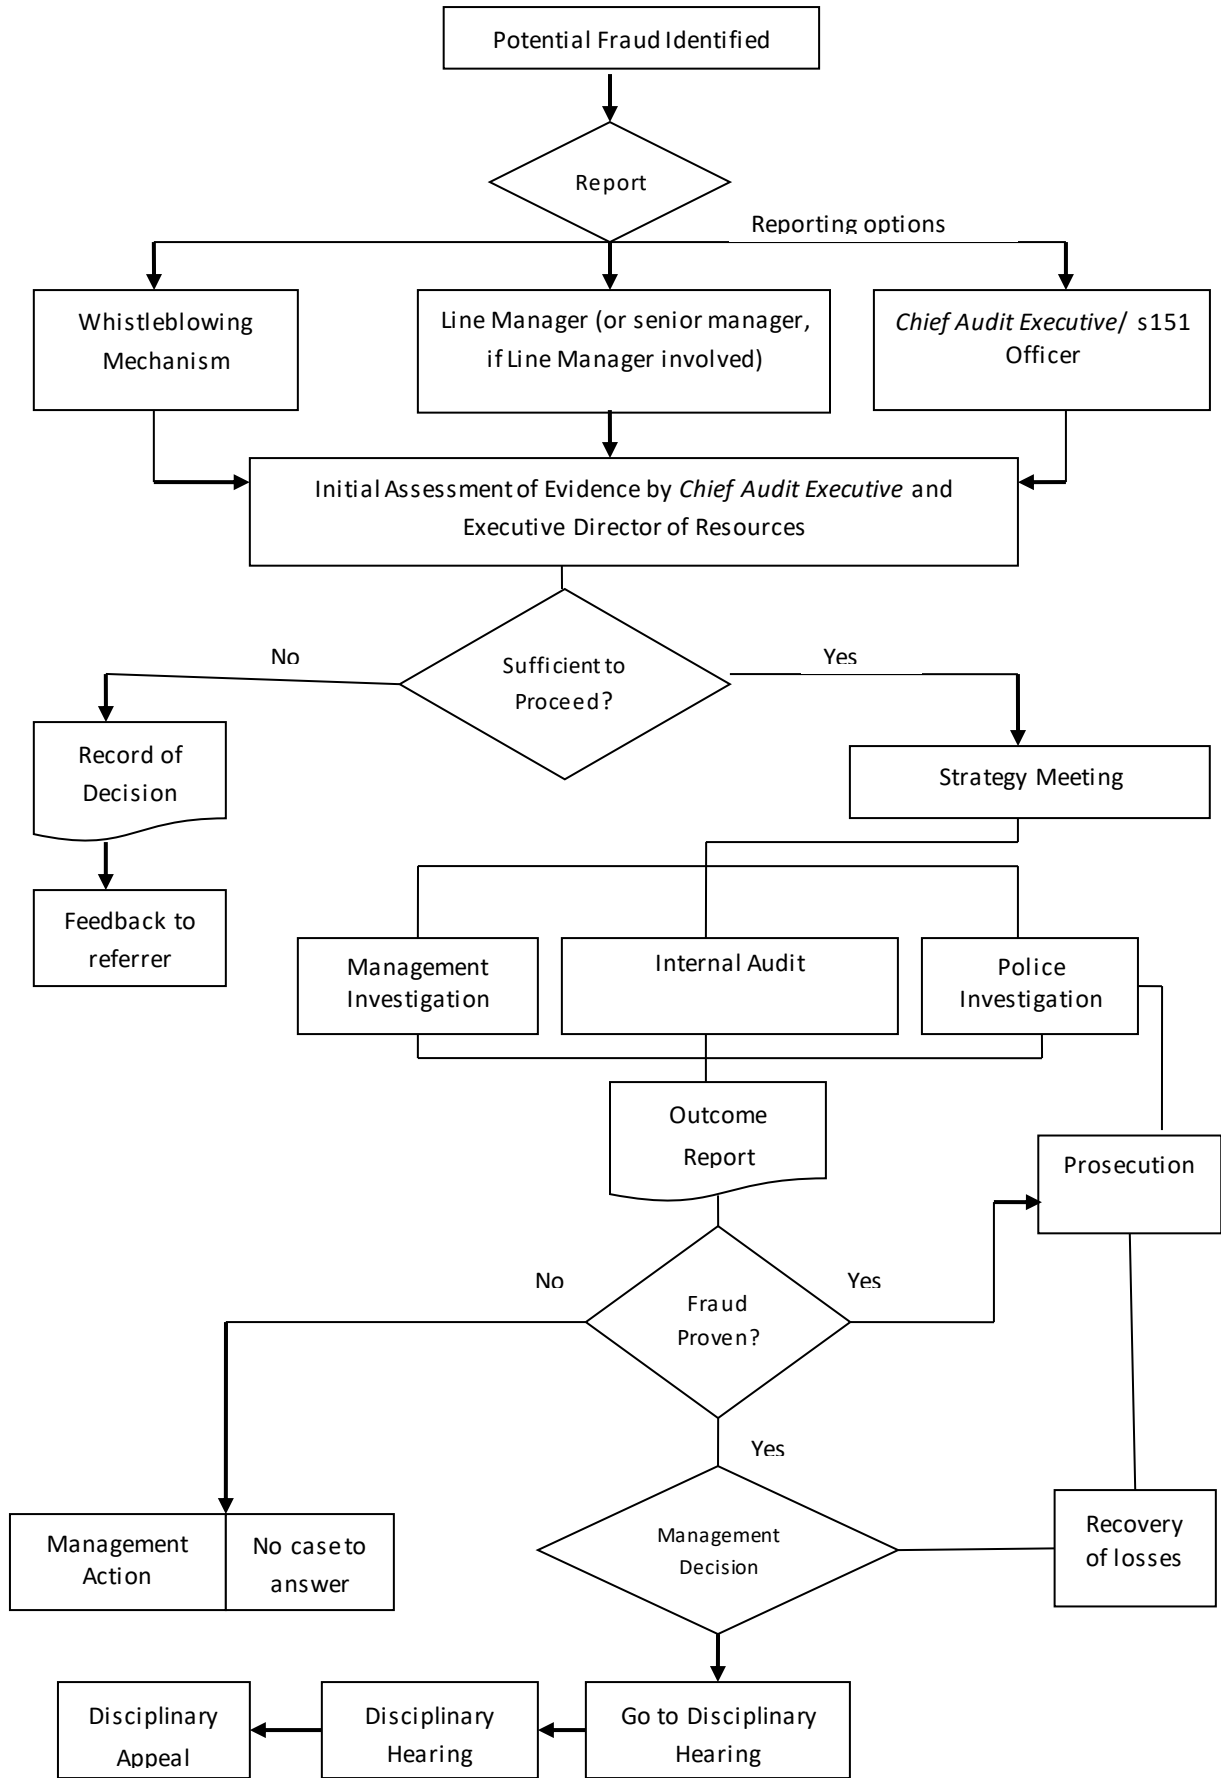 Potential Fraud Identified
Report
Reporting options
Whistleblowing
Mechanism
Line Manager (or senior manager,
if Line Manager involved)
Chief Audit Executive/ s151
Officer
Initial Assessment of Evidence by Chief Audit Executive and
Executive Director of Resources
No
Sufficient to
Proceed?
Yes
Record of
Decision
Strategy Meeting
Feedback to
referrer
Management
Investigation
Internal Audit
Police
Investigation
Outcome
Report
Prosecution
No
Fraud
Proven?
Yes
Yes
Management
Action
No case to
answer
Management
Decision
Recovery
of losses
Disciplinary
Appeal
Disciplinary
Hearing
Go to Disciplinary
Hearing